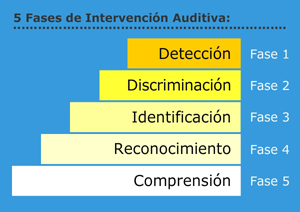 5 Fases de Intervención Auditiva:
Detección Fase 1
Discriminación Fase 2
Identificación Fase 3
Reconocimiento Fase 4
Comprensión Fase 5